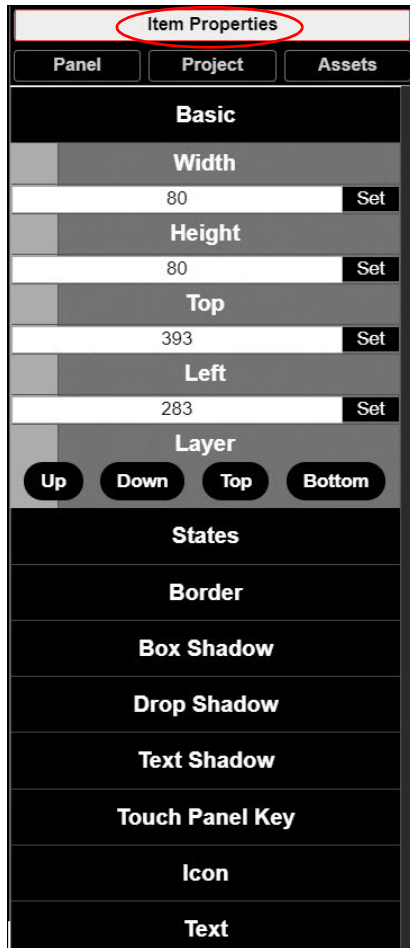 Item Properties
Panel Project Assets
Basic
Width
80 Set
Height
80 Set
Top
393 Set
Left
283 Set
Layer
Up Down Top Bottom
States
Border
Box Shadow
Drop Shadow
Text Shadow
Touch Panel Key
Icon
Text